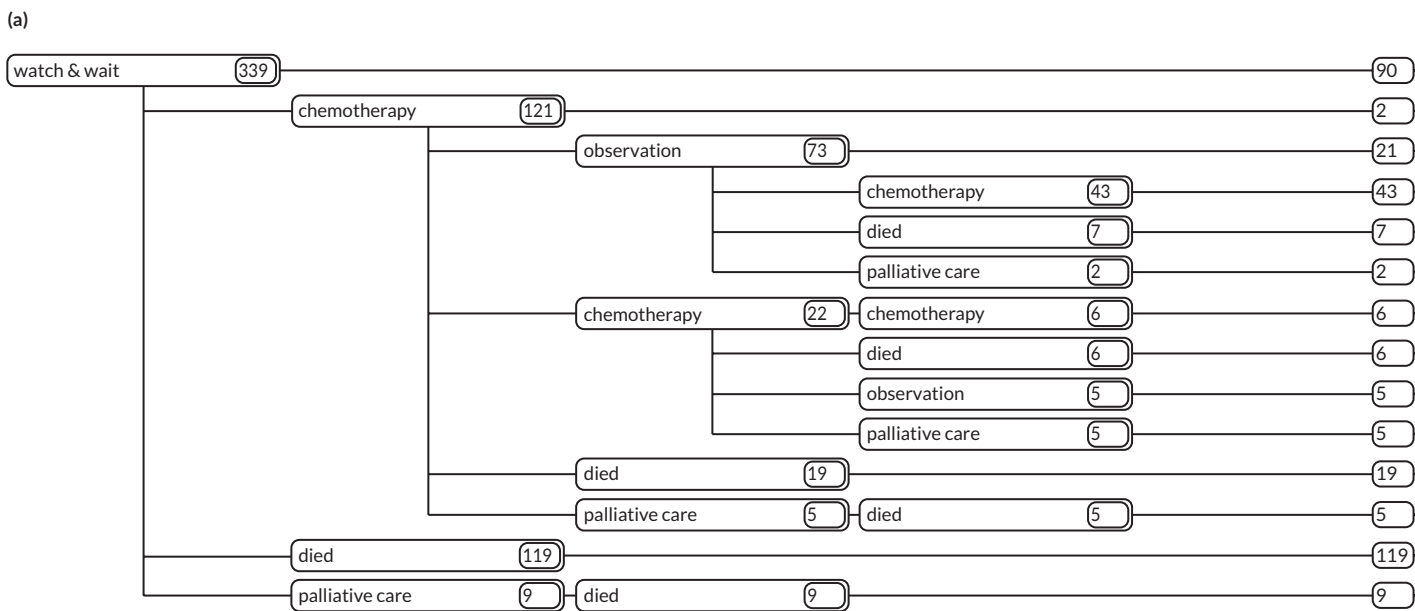 (a)
watch & wait 339 90
chemotherapy 121 2
observation 73 21
chemotherapy 43 43
died 7 7
palliative care 2 2
chemotherapy 22 chemotherapy 6 6
died 6 6
observation 5 5
palliative care 5 5
died 19 19
palliative care 5 died 5 5
died 119 119
palliative care 9 died 9 9